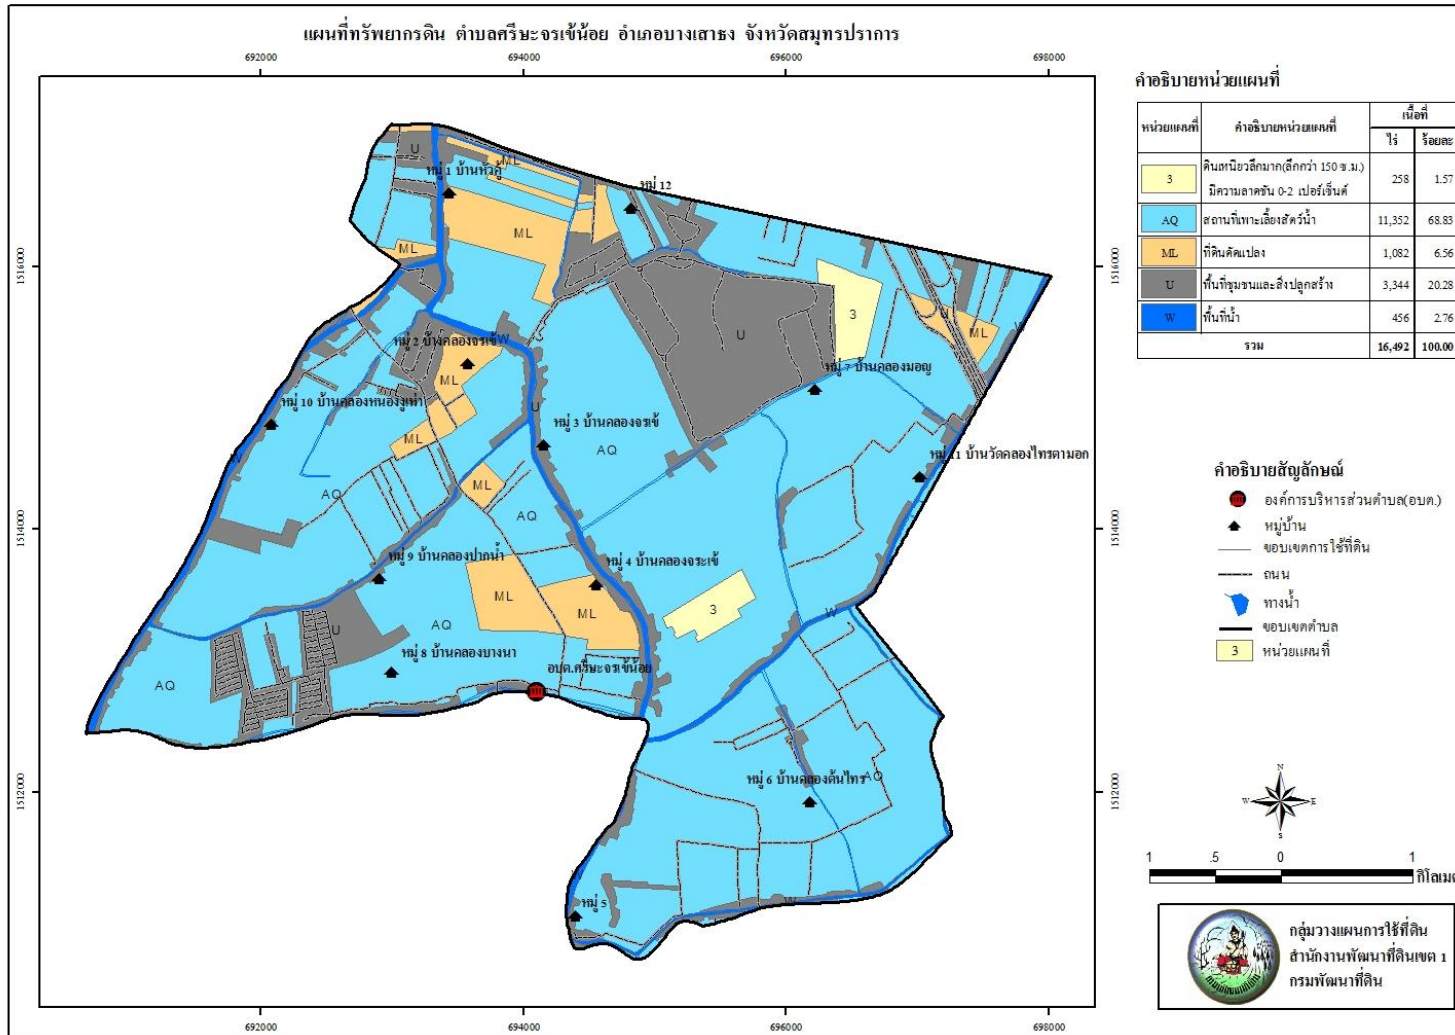 แผนที่ทรัพยากรดิน ตำบลศรีษะจรเข้น้อย อำเภอบางเสาธง จังหวัดสมุทรปราการ
692000 694000 696000 698000
คำอธิบายหน่วยแผนที่
หน่วยแผนที่ คำอธิบายหน่วยแผนที่ เนื้อที่
ไร่ ร้อยละ
3 ดินเหนียวลึกมาก(ลึกกว่า 150 ซ.ม.) มีความลาดชัน 0-2 เปอร์เซ็นต์ 258 1.57
AQ สถานที่เพาะเลี้ยงสัตว์น้ำ 11,352 68.83
ML ที่ดินดัดแปลง 1,082 6.56
U พื้นที่ชุมชนและสิ่งปลูกสร้าง 3,344 20.28
W พื้นที่น้ำ 456 2.76
รวม 16,492 100.00
U
ML
หมู่ 1 บ้านหัวคู้
หมู่ 12
ML
ML
1516000
1516000
3
U
W
U
ML
W
หมู่ 2 บ้างคลองจรเข้
หมู่ 7 บ้านคลองมอญ
ML
หมู่ 10 บ้านคลองหนองงูเห่า
U
หมู่ 3 บ้านคลองจรเข้
ML
AQ
หมู่ 11 บ้านวัดคลองไทรตามอก
ML
AQ
AQ
1514000
1514000
หมู่ 9 บ้านคลองปากน้ำ
หมู่ 4 บ้านคลองจระเข้
ML
ML
3
W
U
AQ
หมู่ 8 บ้านคลองบางนา
อบต.ศรีษะจรเข้น้อย
AQ
หมู่ 6 บ้านคลองต้นไทร
AQ
1512000
1512000
W
หมู่ 5
คำอธิบายสัญลักษณ์
องค์การบริหารส่วนตำบล(อบต.)
หมู่บ้าน
ขอบเขตการใช้ที่ดิน
ถนน
ทางน้ำ
ขอบเขตตำบล
3 หน่วยแผนที่
N
W E
S
1 .5 0 1
กิโลเมต
กลุ่มวางแผนการใช้ที่ดิน
สำนักงานพัฒนาที่ดินเขต 1
กรมพัฒนาที่ดิน
692000 694000 696000 698000